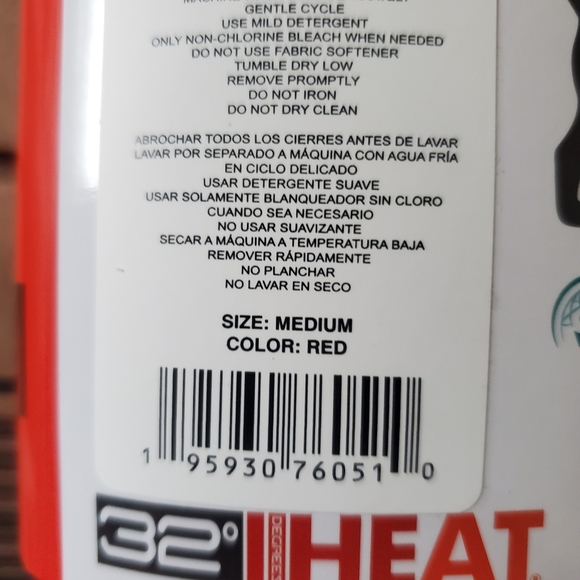 GENTLE CYCLE
USE MILD DETERGENT
ONLY NON-CHLORINE BLEACH WHEN NEEDED
DO NOT USE FABRIC SOFTENER
TUMBLE DRY LOW
REMOVE PROMPTLY
DO NOT IRON
DO NOT DRY CLEAN
ABROCHAR TODOS LOS CIERRES ANTES DE LAVAR
LAVAR POR SEPARADO A MÁQUINA CON AGUA FRÍA
EN CICLO DELICADO
USAR DETERGENTE SUAVE
USAR SOLAMENTE BLANQUEADOR SIN CLORO
CUANDO SEA NECESARIO
NO USAR SUAVIZANTE
SECAR A MÁQUINA A TEMPERATURA BAJA
REMOVER RÁPIDAMENTE
NO PLANCHAR
NO LAVAR EN SECO
SIZE: MEDIUM
COLOR: RED
1 95930 76051 0
32° DEGREES HEAT